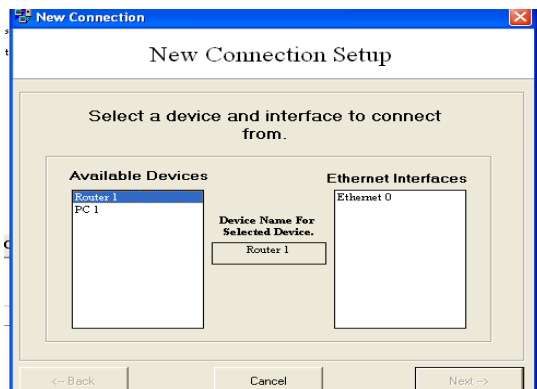 New Connection
New Connection Setup
Select a device and interface to connect
from.
Available Devices
Router 1
PC 1
Device Name For
Selected Device.
Router 1
Ethernet Interfaces
Ethernet 0
<-- Back
Cancel
Next -->